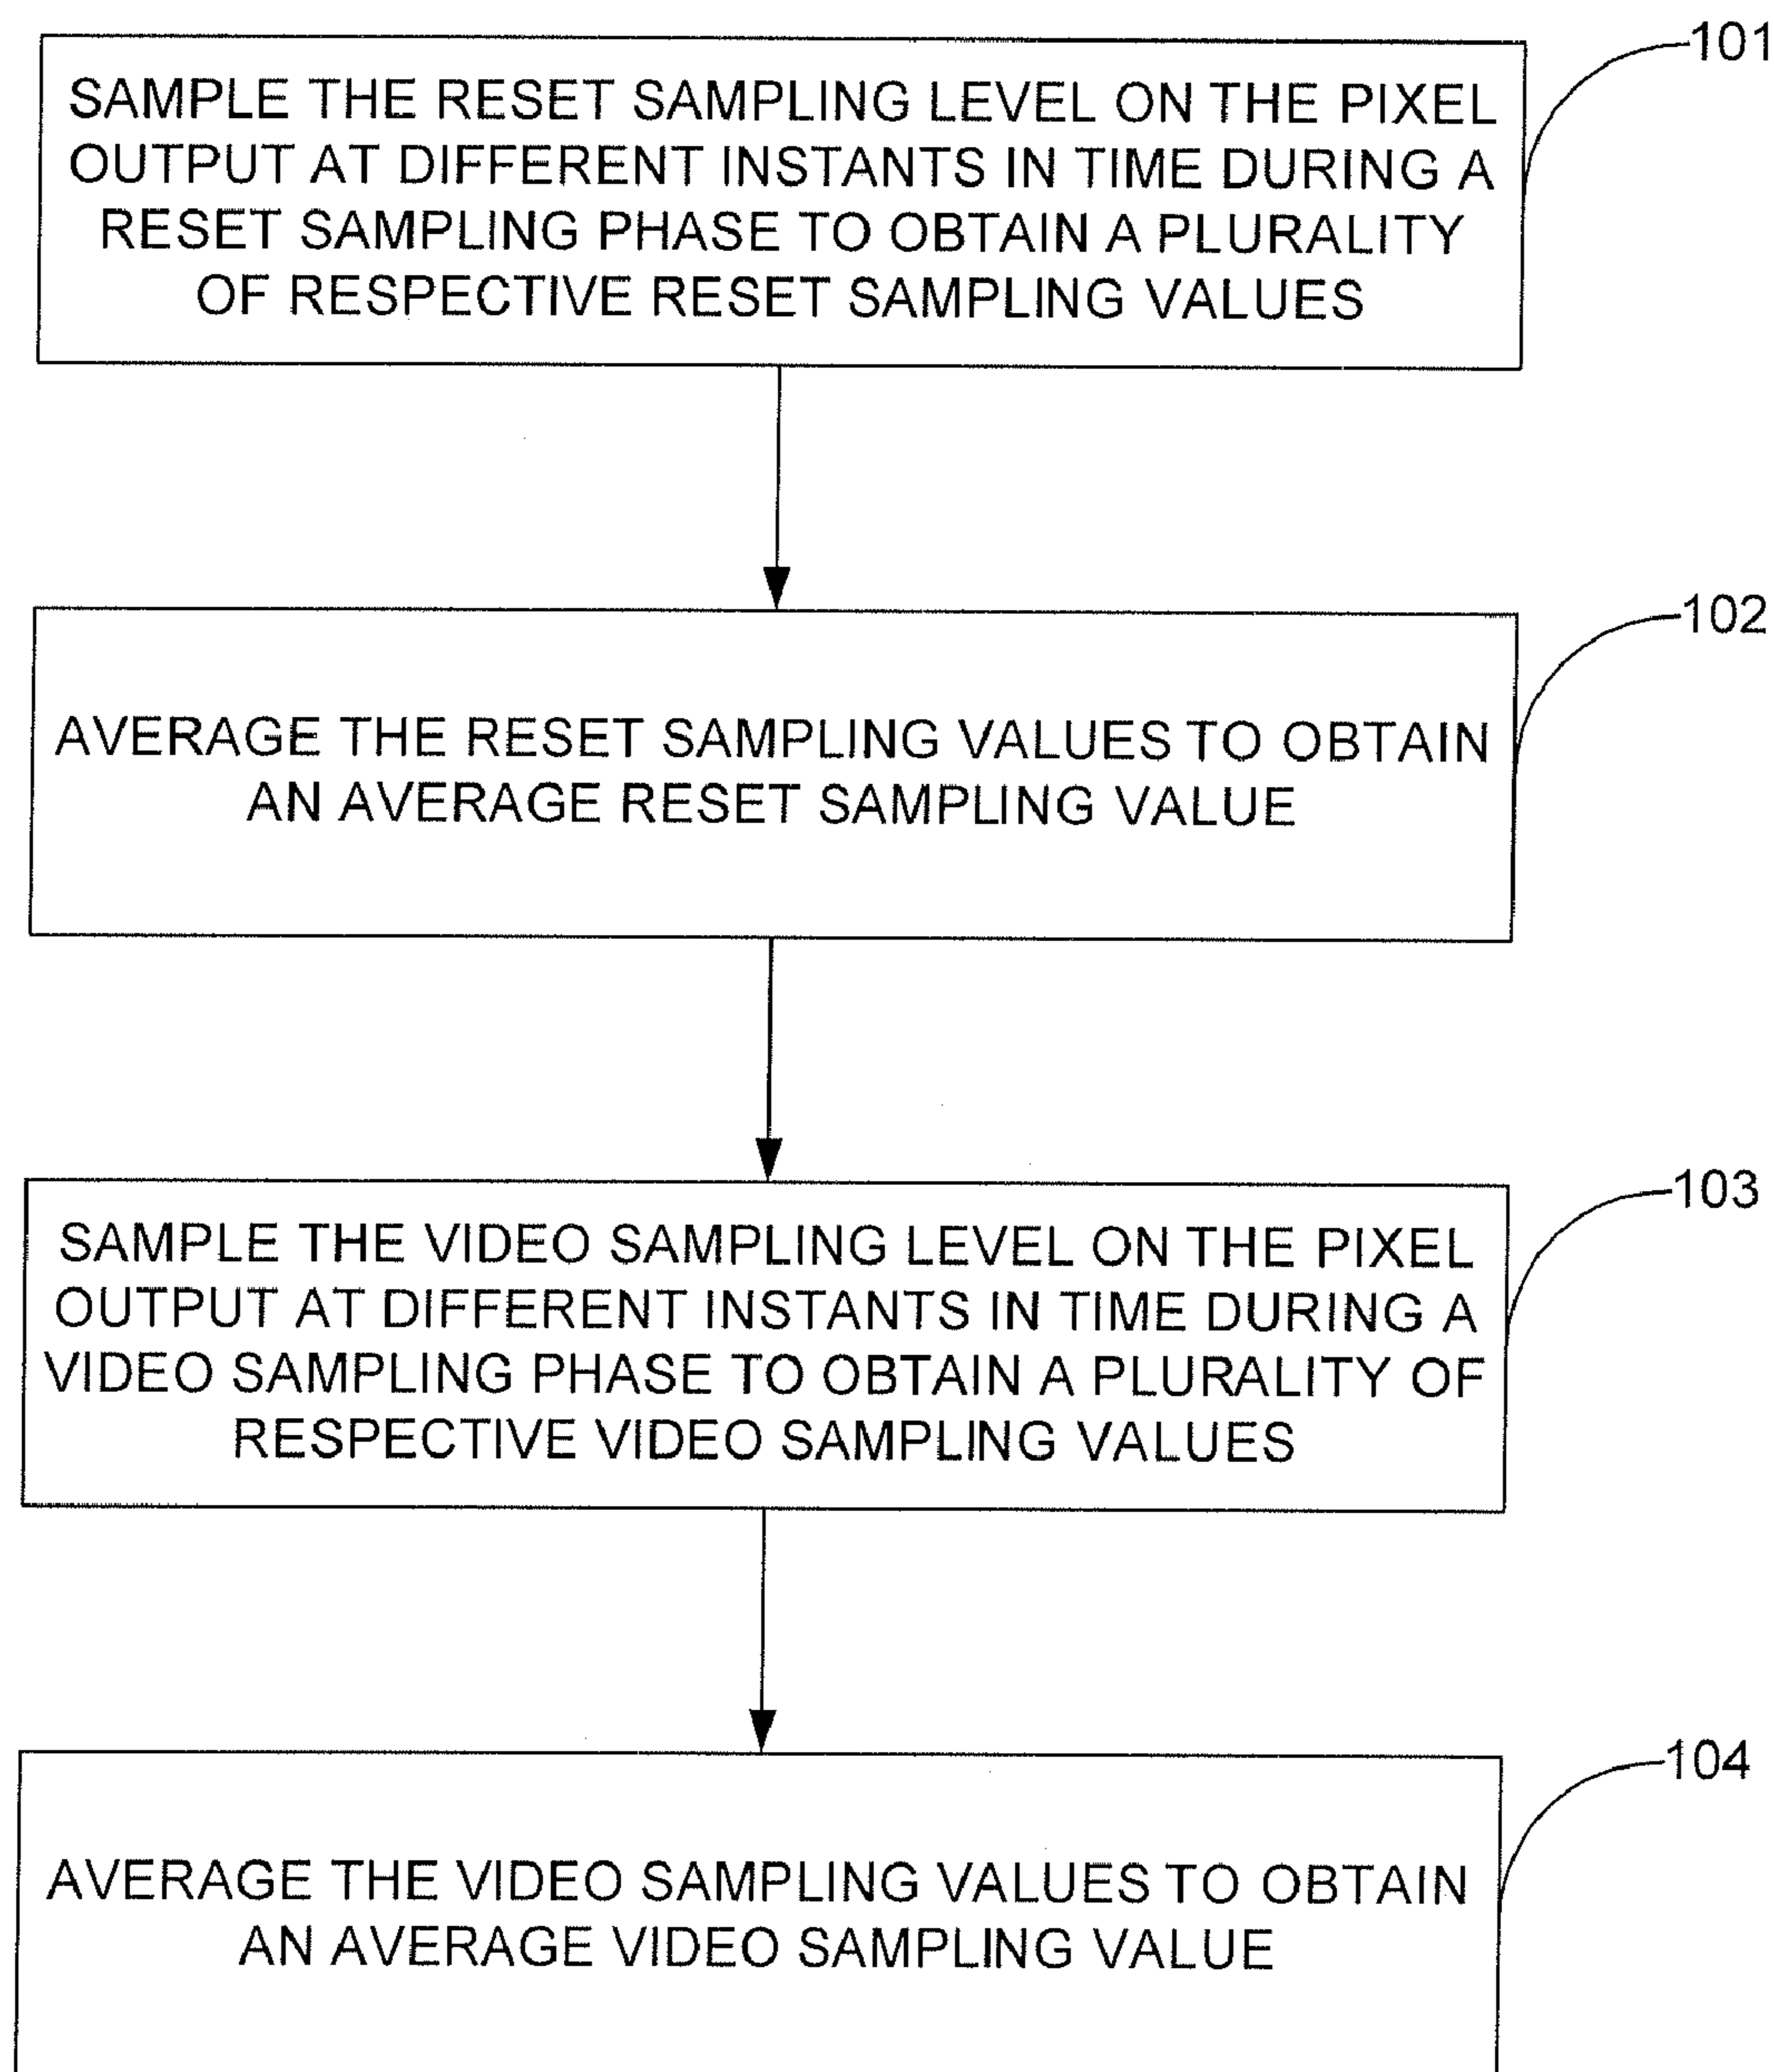 101
SAMPLE THE RESET SAMPLING LEVEL ON THE PIXEL
OUTPUT AT DIFFERENT INSTANTS IN TIME DURING A
RESET SAMPLING PHASE TO OBTAIN A PLURALITY
OF RESPECTIVE RESET SAMPLING VALUES
102
AVERAGE THE RESET SAMPLING VALUES TO OBTAIN
AN AVERAGE RESET SAMPLING VALUE
103
SAMPLE THE VIDEO SAMPLING LEVEL ON THE PIXEL
OUTPUT AT DIFFERENT INSTANTS IN TIME DURING A
VIDEO SAMPLING PHASE TO OBTAIN A PLURALITY OF
RESPECTIVE VIDEO SAMPLING VALUES
104
AVERAGE THE VIDEO SAMPLING VALUES TO OBTAIN
AN AVERAGE VIDEO SAMPLING VALUE